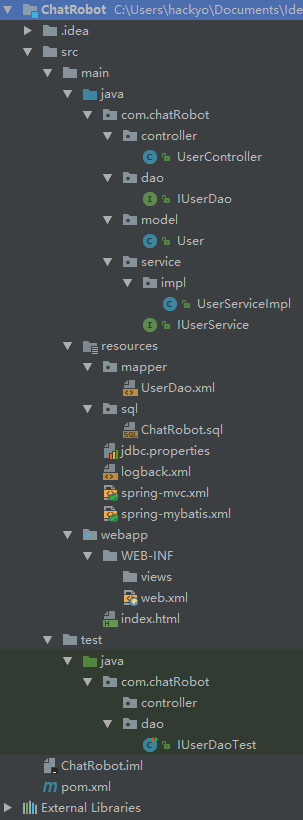 ChatRobot C:\Users\hackyo\Documents\Ide
.idea
src
main
java
com.chatRobot
controller
UserController
dao
IUserDao
model
User
service
impl
UserServiceImpl
IUserService
resources
mapper
UserDao.xml
sql
ChatRobot.sql
jdbc.properties
logback.xml
spring-mvc.xml
spring-mybatis.xml
webapp
WEB-INF
views
web.xml
index.html
test
java
com.chatRobot
controller
dao
IUserDaoTest
ChatRobot.iml
pom.xml
External Libraries